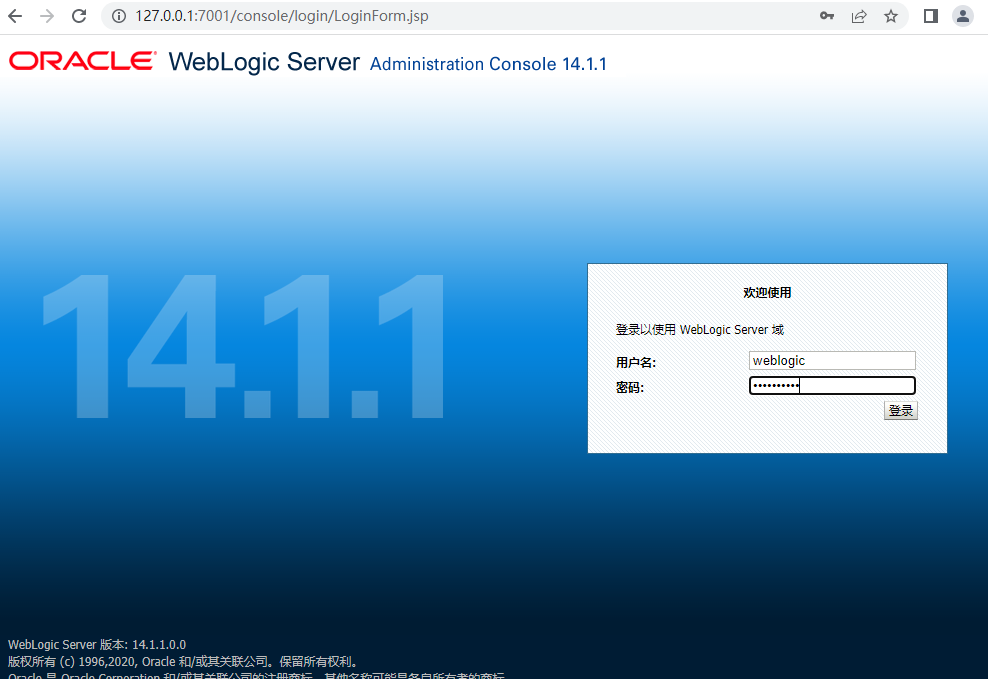 127.0.0.1:7001/console/login/LoginForm.jsp
ORACLE WebLogic Server Administration Console 14.1.1
14.1.1
欢迎使用
登录以使用 WebLogic Server 域
用户名: weblogic
密码: ••••••••••
登录
WebLogic Server 版本: 14.1.1.0.0
版权所有 (c) 1996,2020, Oracle 和/或其关联公司。保留所有权利。
Oracle 是 Oracle Corporation 和/或其关联公司的注册商标。其他名称可能是各自所有者的商标。